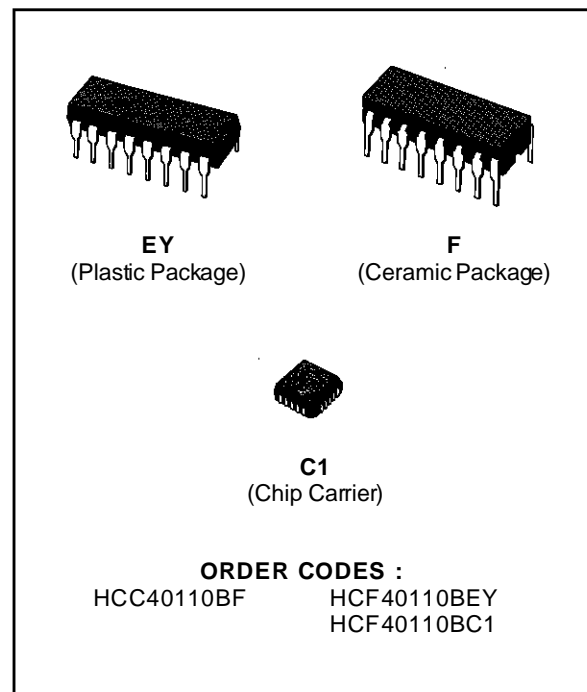 EY
(Plastic Package)
F
(Ceramic Package)
C1
(Chip Carrier)
ORDER CODES :
HCC40110BF HCF40110BEY
HCF40110BC1